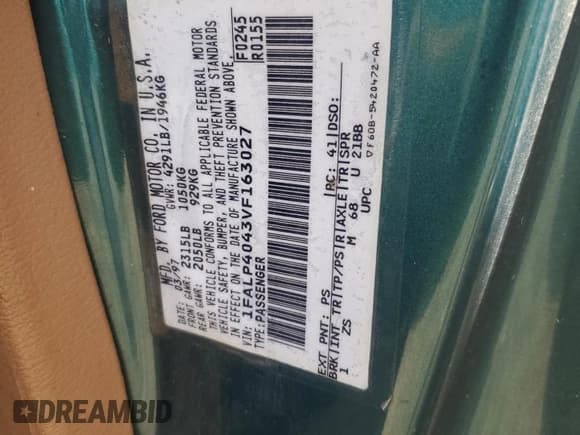 MFD. BY FORD MOTOR CO. IN U.S.A.
DATE: 03/97 GVWR: 4291LB/1946KG
FRONT GAWR: 2315LB 1050KG
REAR GAWR: 2050LB 929KG
THIS VEHICLE CONFORMS TO ALL APPLICABLE FEDERAL MOTOR
VEHICLE SAFETY, BUMPER, AND THEFT PREVENTION STANDARDS
IN EFFECT ON THE DATE OF MANUFACTURE SHOWN ABOVE.
VIN: 1FALP4043VF163027
TYPE: PASSENGER
F0245
R0155
EXT PNT: PS RC: 41 DSO:
BRK INT TR TP/PS R AXLE TR SPR
1 ZS M 68 U 21BB
UPC
▽F60B-5420472-AA
DREAMBID